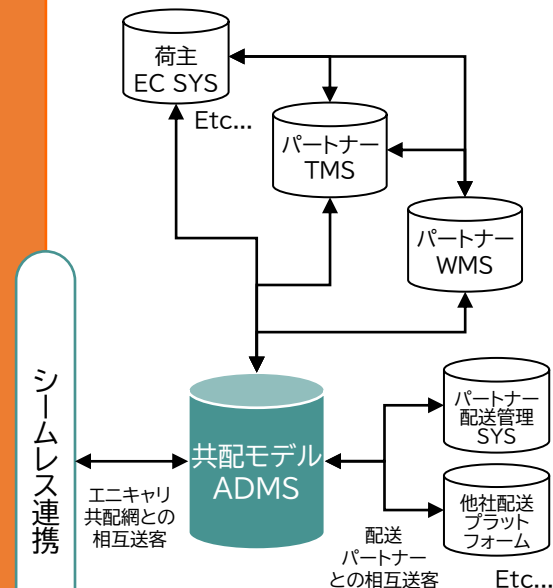 荷主
EC SYS
Etc...
パートナー
TMS
パートナー
WMS
シームレス連携
エニキャリ
共配網との
相互送客
共配モデル
ADMS
配送
パートナー
との相互送客
パートナー
配送管理
SYS
他社配送
プラット
フォーム
Etc...